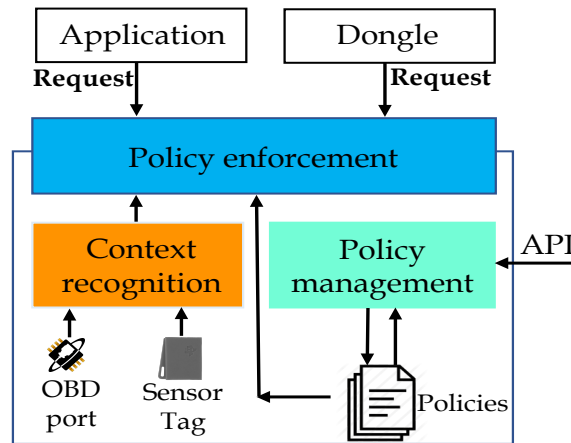 Application
Dongle
Request
Request
Policy enforcement
Context
recognition
Policy
management
API
OBD
port
Sensor
Tag
Policies